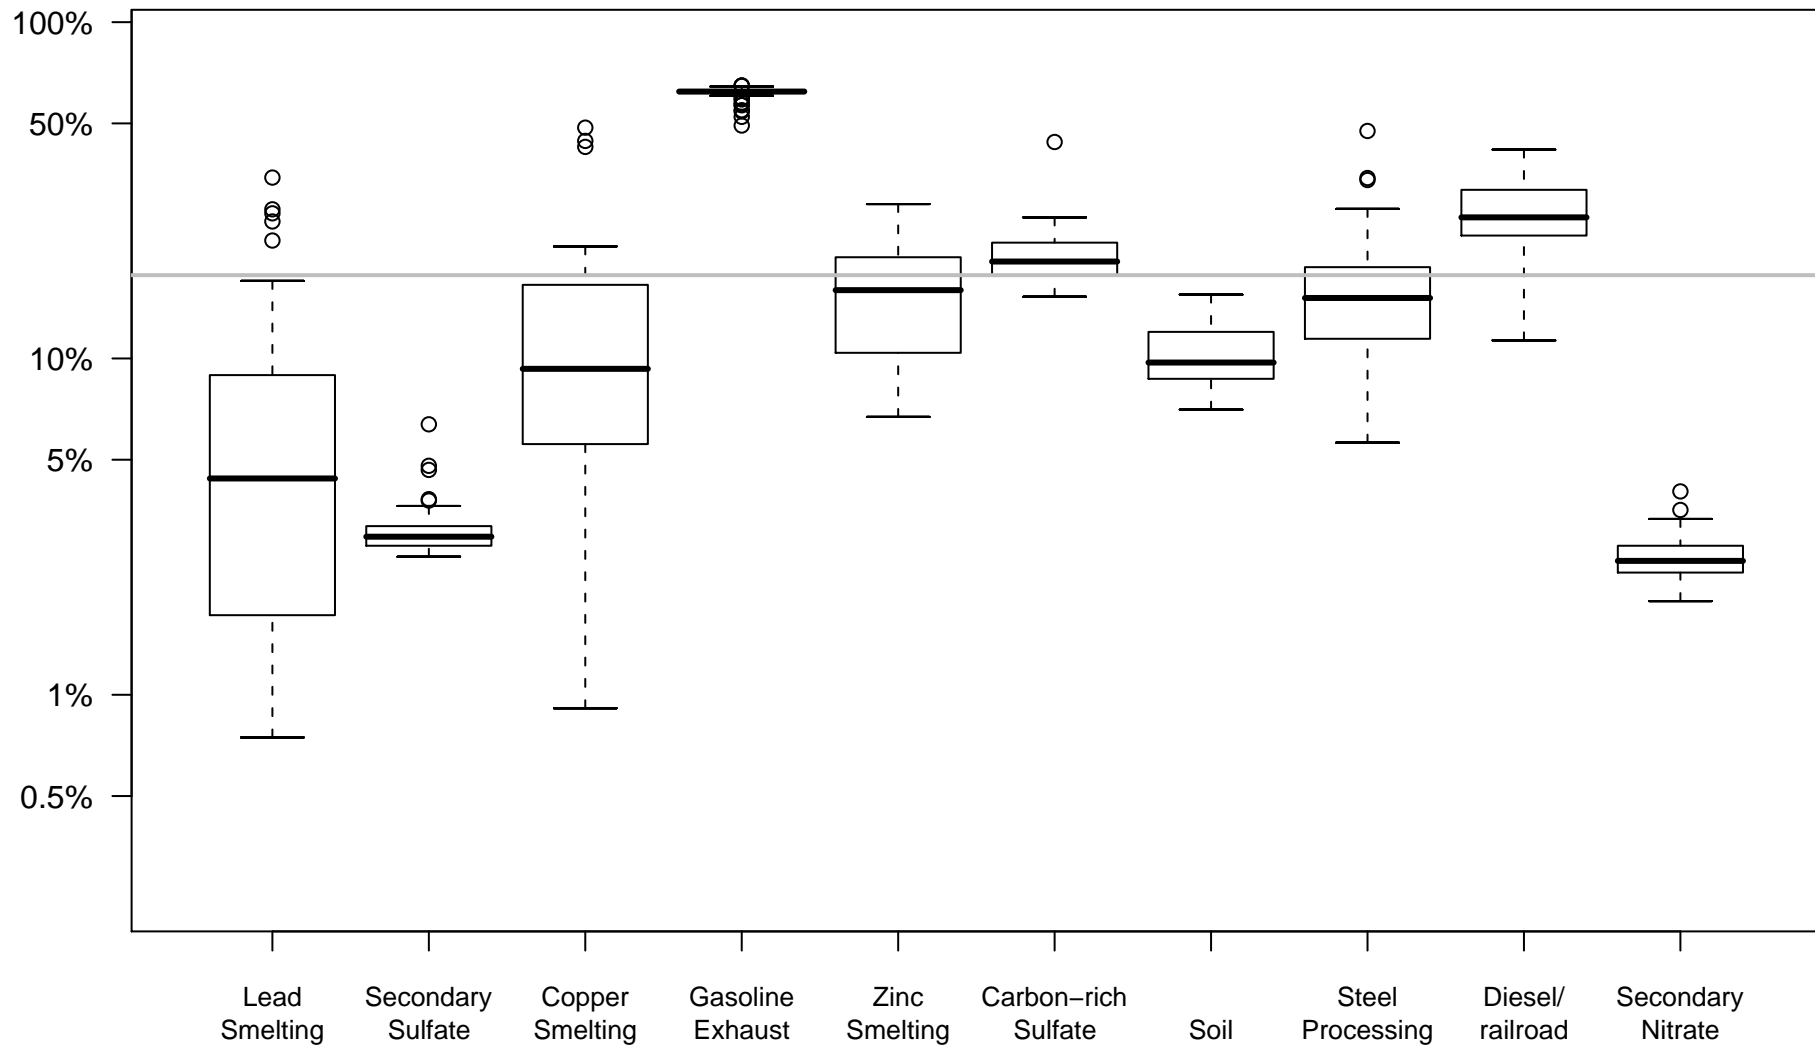 100%
50%
10%
5%
1%
0.5%
Lead
Smelting
Secondary
Sulfate
Copper
Smelting
Gasoline
Exhaust
Zinc
Smelting
Carbon−rich
Sulfate
Soil
Steel
Processing
Diesel/
railroad
Secondary
Nitrate